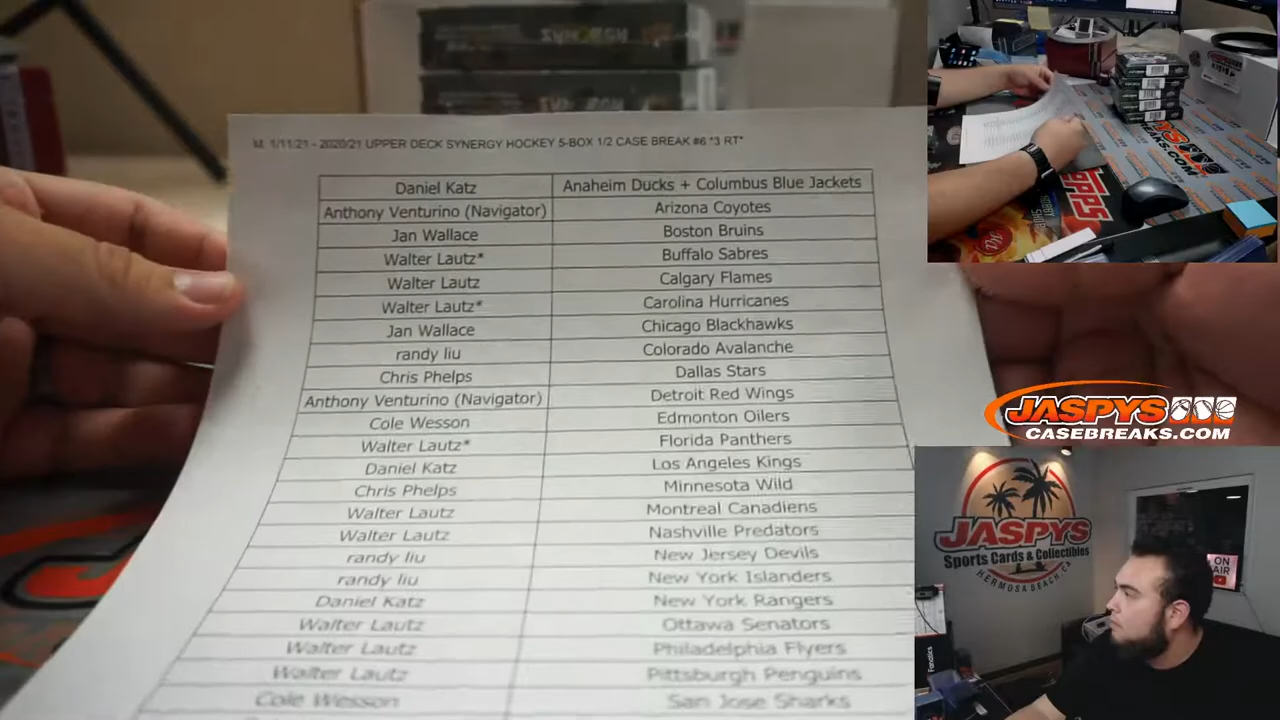 M. 1/11/21 - 2020/21 UPPER DECK SYNERGY HOCKEY 5-BOX 1/2 CASE BREAK #6 *3 RT*
Daniel Katz Anaheim Ducks + Columbus Blue Jackets
Anthony Venturino (Navigator) Arizona Coyotes
Jan Wallace Boston Bruins
Walter Lautz* Buffalo Sabres
Walter Lautz Calgary Flames
Walter Lautz* Carolina Hurricanes
Jan Wallace Chicago Blackhawks
randy liu Colorado Avalanche
Chris Phelps Dallas Stars
Anthony Venturino (Navigator) Detroit Red Wings
Cole Wesson Edmonton Oilers
Walter Lautz* Florida Panthers
Daniel Katz Los Angeles Kings
Chris Phelps Minnesota Wild
Walter Lautz Montreal Canadiens
Walter Lautz Nashville Predators
randy liu New Jersey Devils
randy liu New York Islanders
Daniel Katz New York Rangers
Walter Lautz Ottawa Senators
Walter Lautz Philadelphia Flyers
Walter Lautz Pittsburgh Penguins
Cole Wesson San Jose Sharks
JASPYS
CASEBREAKS.COM
JASPYS
Sports Cards & Collectibles
HERMOSA BEACH, CA
ON
AIR
Fanatics
TOPPS